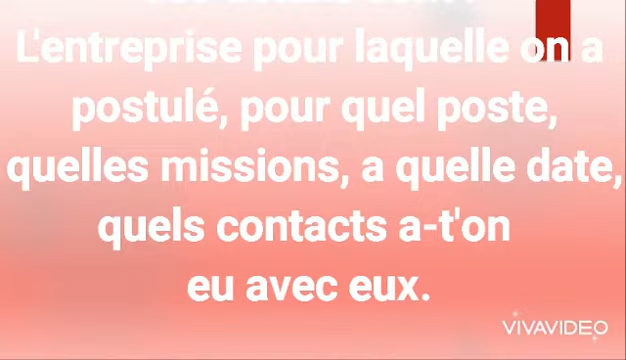 L'entreprise pour laquelle on a
postulé, pour quel poste,
quelles missions, a quelle date,
quels contacts a-t'on
eu avec eux.
VIVAVIDEO